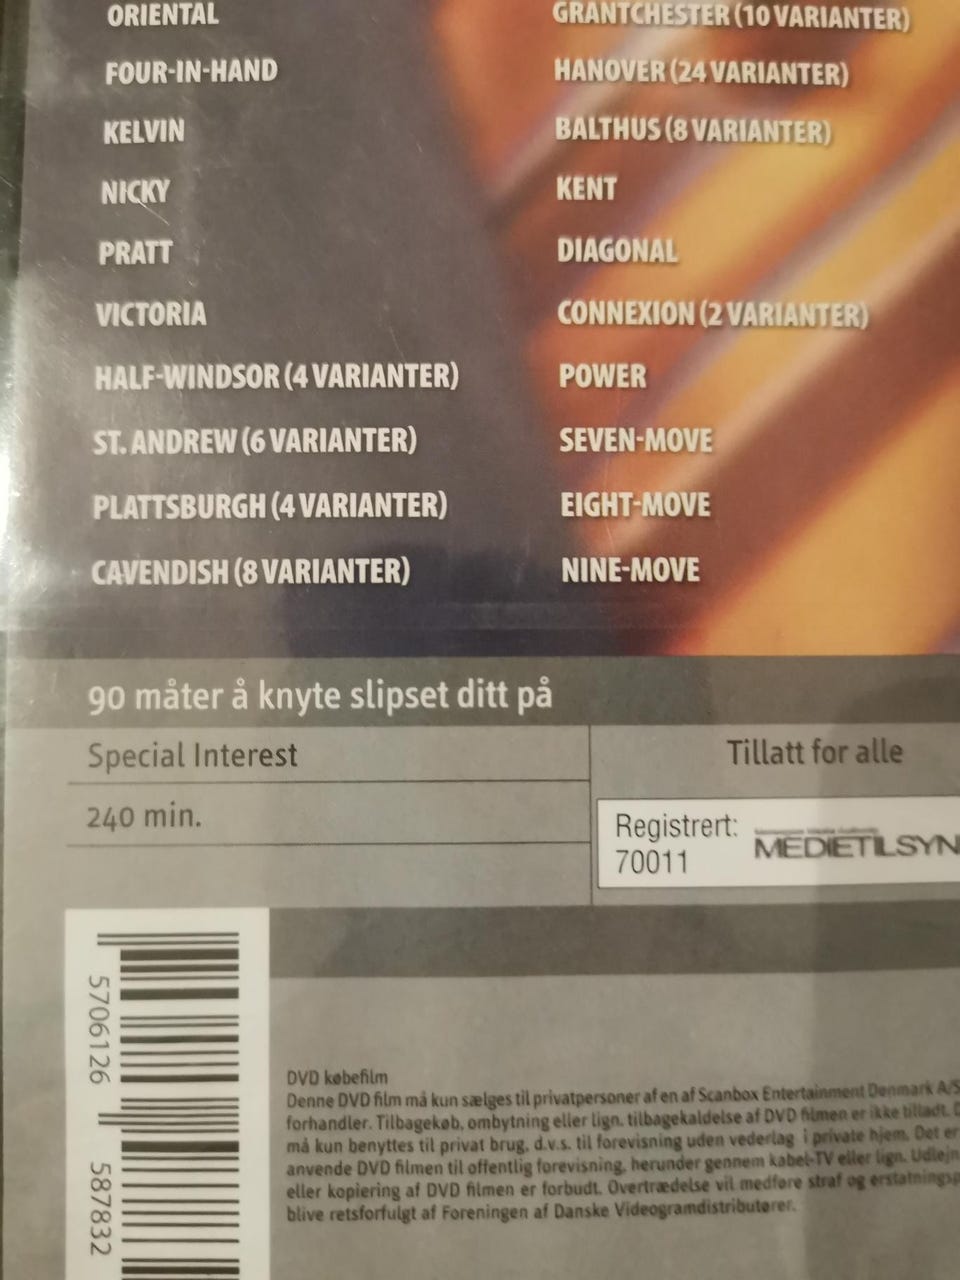 ORIENTAL
FOUR-IN-HAND
KELVIN
NICKY
PRATT
VICTORIA
HALF-WINDSOR (4 VARIANTER)
ST. ANDREW (6 VARIANTER)
PLATTSBURGH (4 VARIANTER)
CAVENDISH (8 VARIANTER)
GRANTCHESTER (10 VARIANTER)
HANOVER (24 VARIANTER)
BALTHUS (8 VARIANTER)
KENT
DIAGONAL
CONNEXION (2 VARIANTER)
POWER
SEVEN-MOVE
EIGHT-MOVE
NINE-MOVE
90 måter å knyte slipset ditt på
Special Interest
240 min.
Tillatt for alle
Registrert:
70011
MEDIETILSYN
5706126
587832
DVD købefilm
Denne DVD film må kun sælges til privatpersoner af en af Scanbox Entertainment Denmark A/S
forhandler. Tilbagekøb, ombytning eller lign. tilbagekaldelse af DVD filmen er ikke tilladt.
må kun benyttes til privat brug, d.v.s. til forevisning uden vederlag i private hjem. Det er
anvende DVD filmen til offentlig forevisning, herunder gennem kabel-TV eller lign. Udlejn
eller kopiering af DVD filmen er forbudt. Overtrædelse vil medføre straf og erstatningsp
blive retsforfulgt af Foreningen af Danske Videogramdistributører.